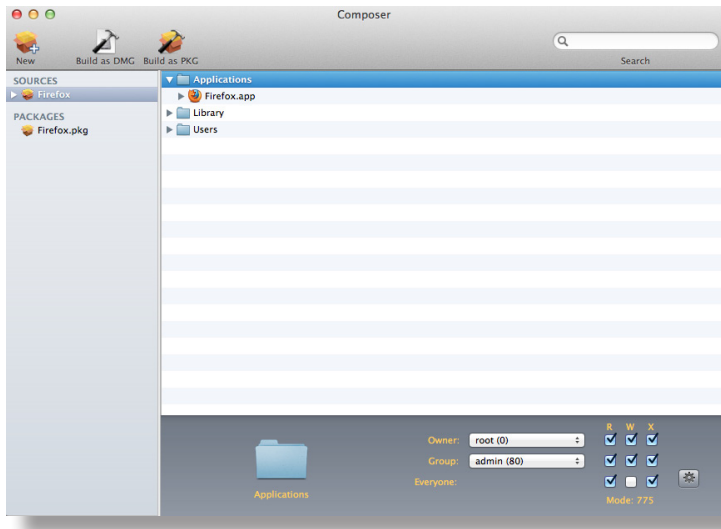 Composer
New
Build as DMG
Build as PKG
Search
SOURCES
Firefox
PACKAGES
Firefox.pkg
Applications
Firefox.app
Library
Users
R W X
Owner: root (0)
Group: admin (80)
Everyone:
Applications
Mode: 775